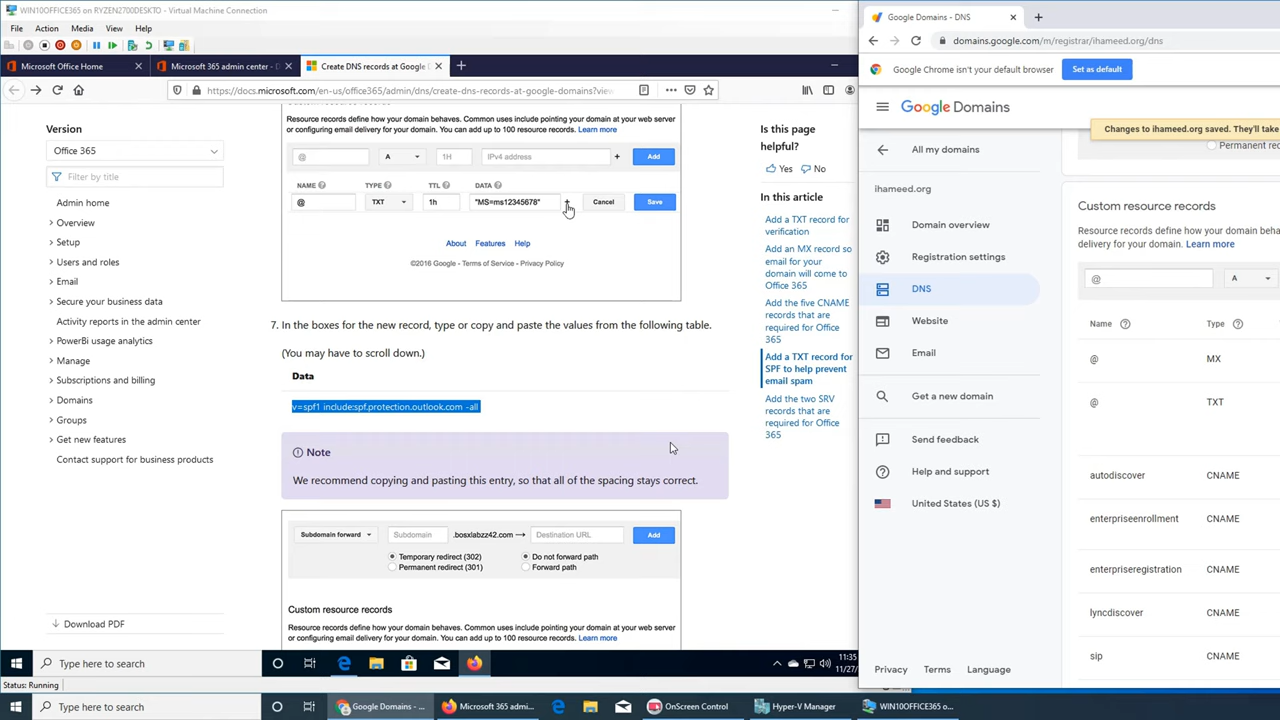 WIN10OFFICE365 on RYZEN2700DESKTO - Virtual Machine Connection
File Action Media View Help
Microsoft Office Home
Microsoft 365 admin center - D
Create DNS records at Google D
https://docs.microsoft.com/en-us/office365/admin/dns/create-dns-records-at-google-domains?view
Version
Office 365
Filter by title
Admin home
Overview
Setup
Users and roles
Email
Secure your business data
Activity reports in the admin center
PowerBi usage analytics
Manage
Subscriptions and billing
Domains
Groups
Get new features
Contact support for business products
Download PDF
Resource records define how your domain behaves. Common uses include pointing your domain at your web server
or configuring email delivery for your domain. You can add up to 100 resource records. Learn more
@ A 1H IPv4 address + Add
NAME TYPE TTL DATA
@ TXT 1h "MS=ms12345678" Cancel Save
About Features Help
©2016 Google - Terms of Service - Privacy Policy
7. In the boxes for the new record, type or copy and paste the values from the following table.
(You may have to scroll down.)
Data
v=spf1 include:spf.protection.outlook.com -all
Note
We recommend copying and pasting this entry, so that all of the spacing stays correct.
Subdomain forward Subdomain .bosxlabzz42.com Destination URL Add
Temporary redirect (302) Do not forward path
Permanent redirect (301) Forward path
Custom resource records
Resource records define how your domain behaves. Common uses include pointing your domain at your web server
or configuring email delivery for your domain. You can add up to 100 resource records. Learn more
Is this page
helpful?
Yes No
In this article
Add a TXT record for
verification
Add an MX record so
email for your
domain will come to
Office 365
Add the five CNAME
records that are
required for Office
365
Add a TXT record for
SPF to help prevent
email spam
Add the two SRV
records that are
required for Office
365
Type here to search
11:35
11/27/
Status: Running
Google Domains - DNS
domains.google.com/m/registrar/ihameed.org/dns
Google Chrome isn't your default browser Set as default
Google Domains
Changes to ihameed.org saved. They'll take
All my domains
Permanent re
ihameed.org
Domain overview
Registration settings
DNS
Website
Email
Get a new domain
Send feedback
Help and support
United States (US $)
Privacy Terms Language
Custom resource records
Resource records define how your domain beha
delivery for your domain. Learn more
@ A
Name Type
@ MX
@ TXT
autodiscover CNAME
enterpriseenrollment CNAME
enterpriseregistration CNAME
lyncdiscover CNAME
sip CNAME
Type here to search
Google Domains - ...
Microsoft 365 admi...
OnScreen Control
Hyper-V Manager
WIN10OFFICE365 o...